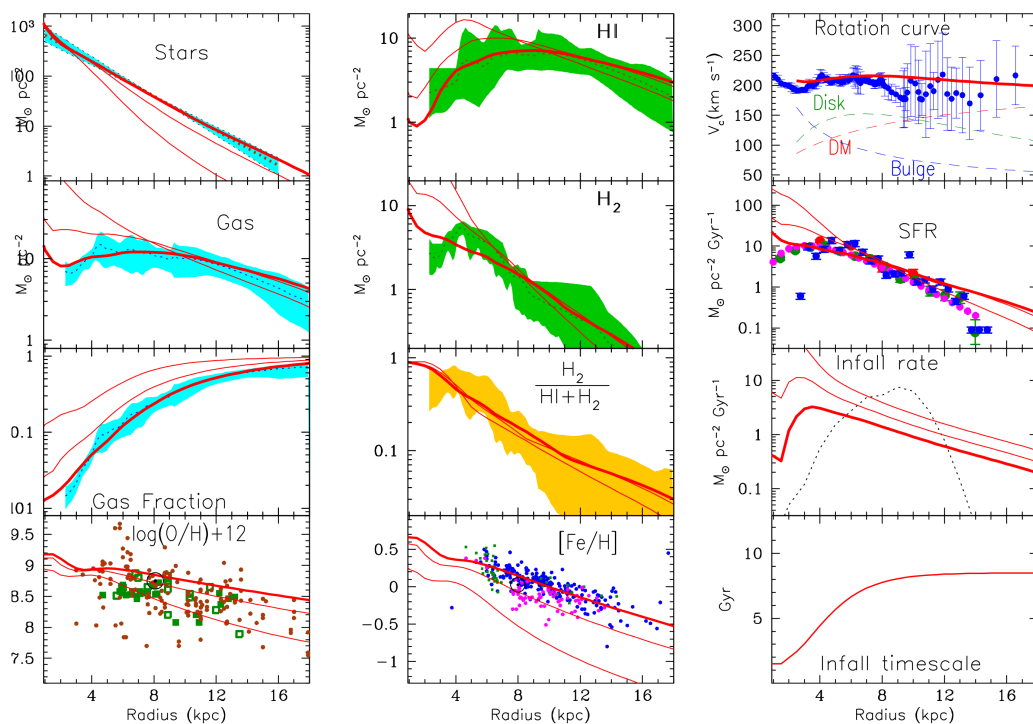 10³
100
10
1
M⊙ pc⁻²
Stars
10
1
M⊙ pc⁻²
HI
300
250
200
150
100
50
V_c(km s⁻¹)
Rotation curve
Disk
DM
Bulge
10
1
M⊙ pc⁻²
Gas
10
1
M⊙ pc⁻²
H₂
100
10
1
0.1
M⊙ pc⁻² Gyr⁻¹
SFR
1
Gas Fraction
1
0.1
H₂
HI+H₂
10
1
0.1
M⊙ pc⁻² Gyr⁻¹
Infall rate
9.5
9
8.5
8
7.5
log(O/H)+12
4 8 12 16
Radius (kpc)
0.5
0
−0.5
−1
[Fe/H]
4 8 12 16
Radius (kpc)
10
5
0
Gyr
Infall timescale
4 8 12 16
Radius (kpc)